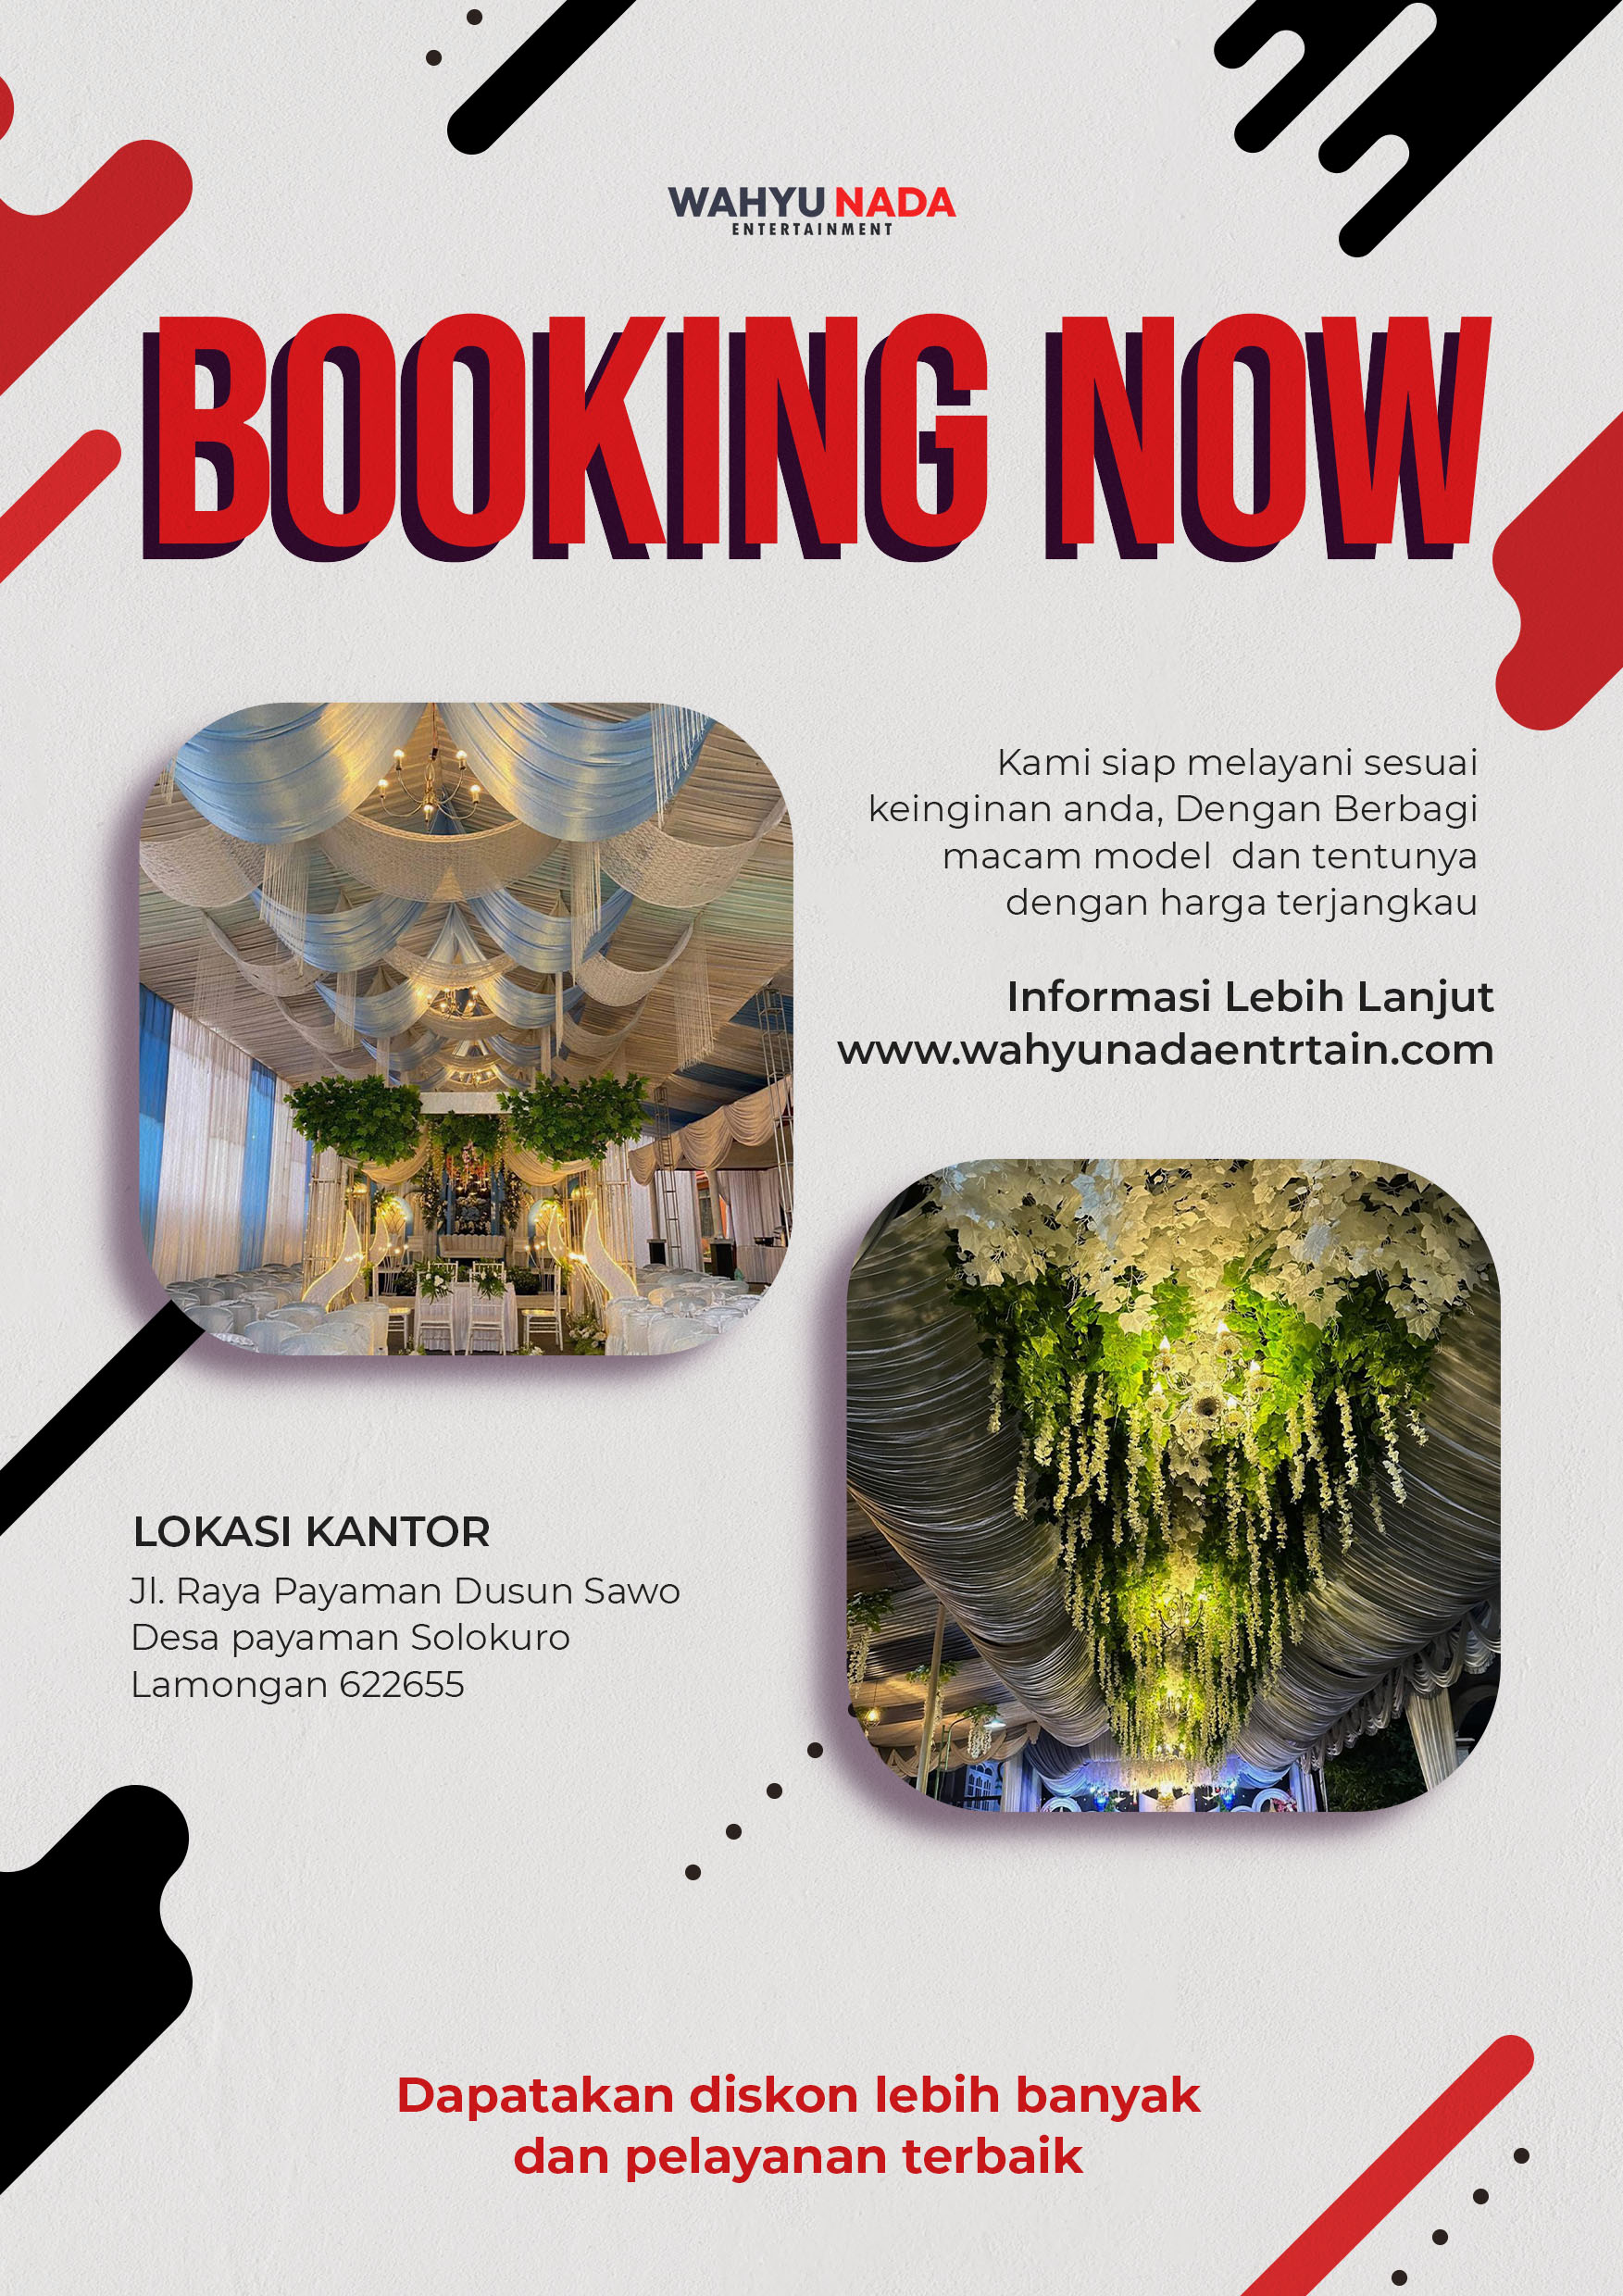 WAHYU NADA
ENTERTAINMENT
BOOKING NOW
Kami siap melayani sesuai
keinginan anda, Dengan Berbagi
macam model  dan tentunya
dengan harga terjangkau
Informasi Lebih Lanjut
www.wahyunadaentrtain.com
LOKASI KANTOR
Jl. Raya Payaman Dusun Sawo
Desa payaman Solokuro
Lamongan 622655
Dapatakan diskon lebih banyak
dan pelayanan terbaik